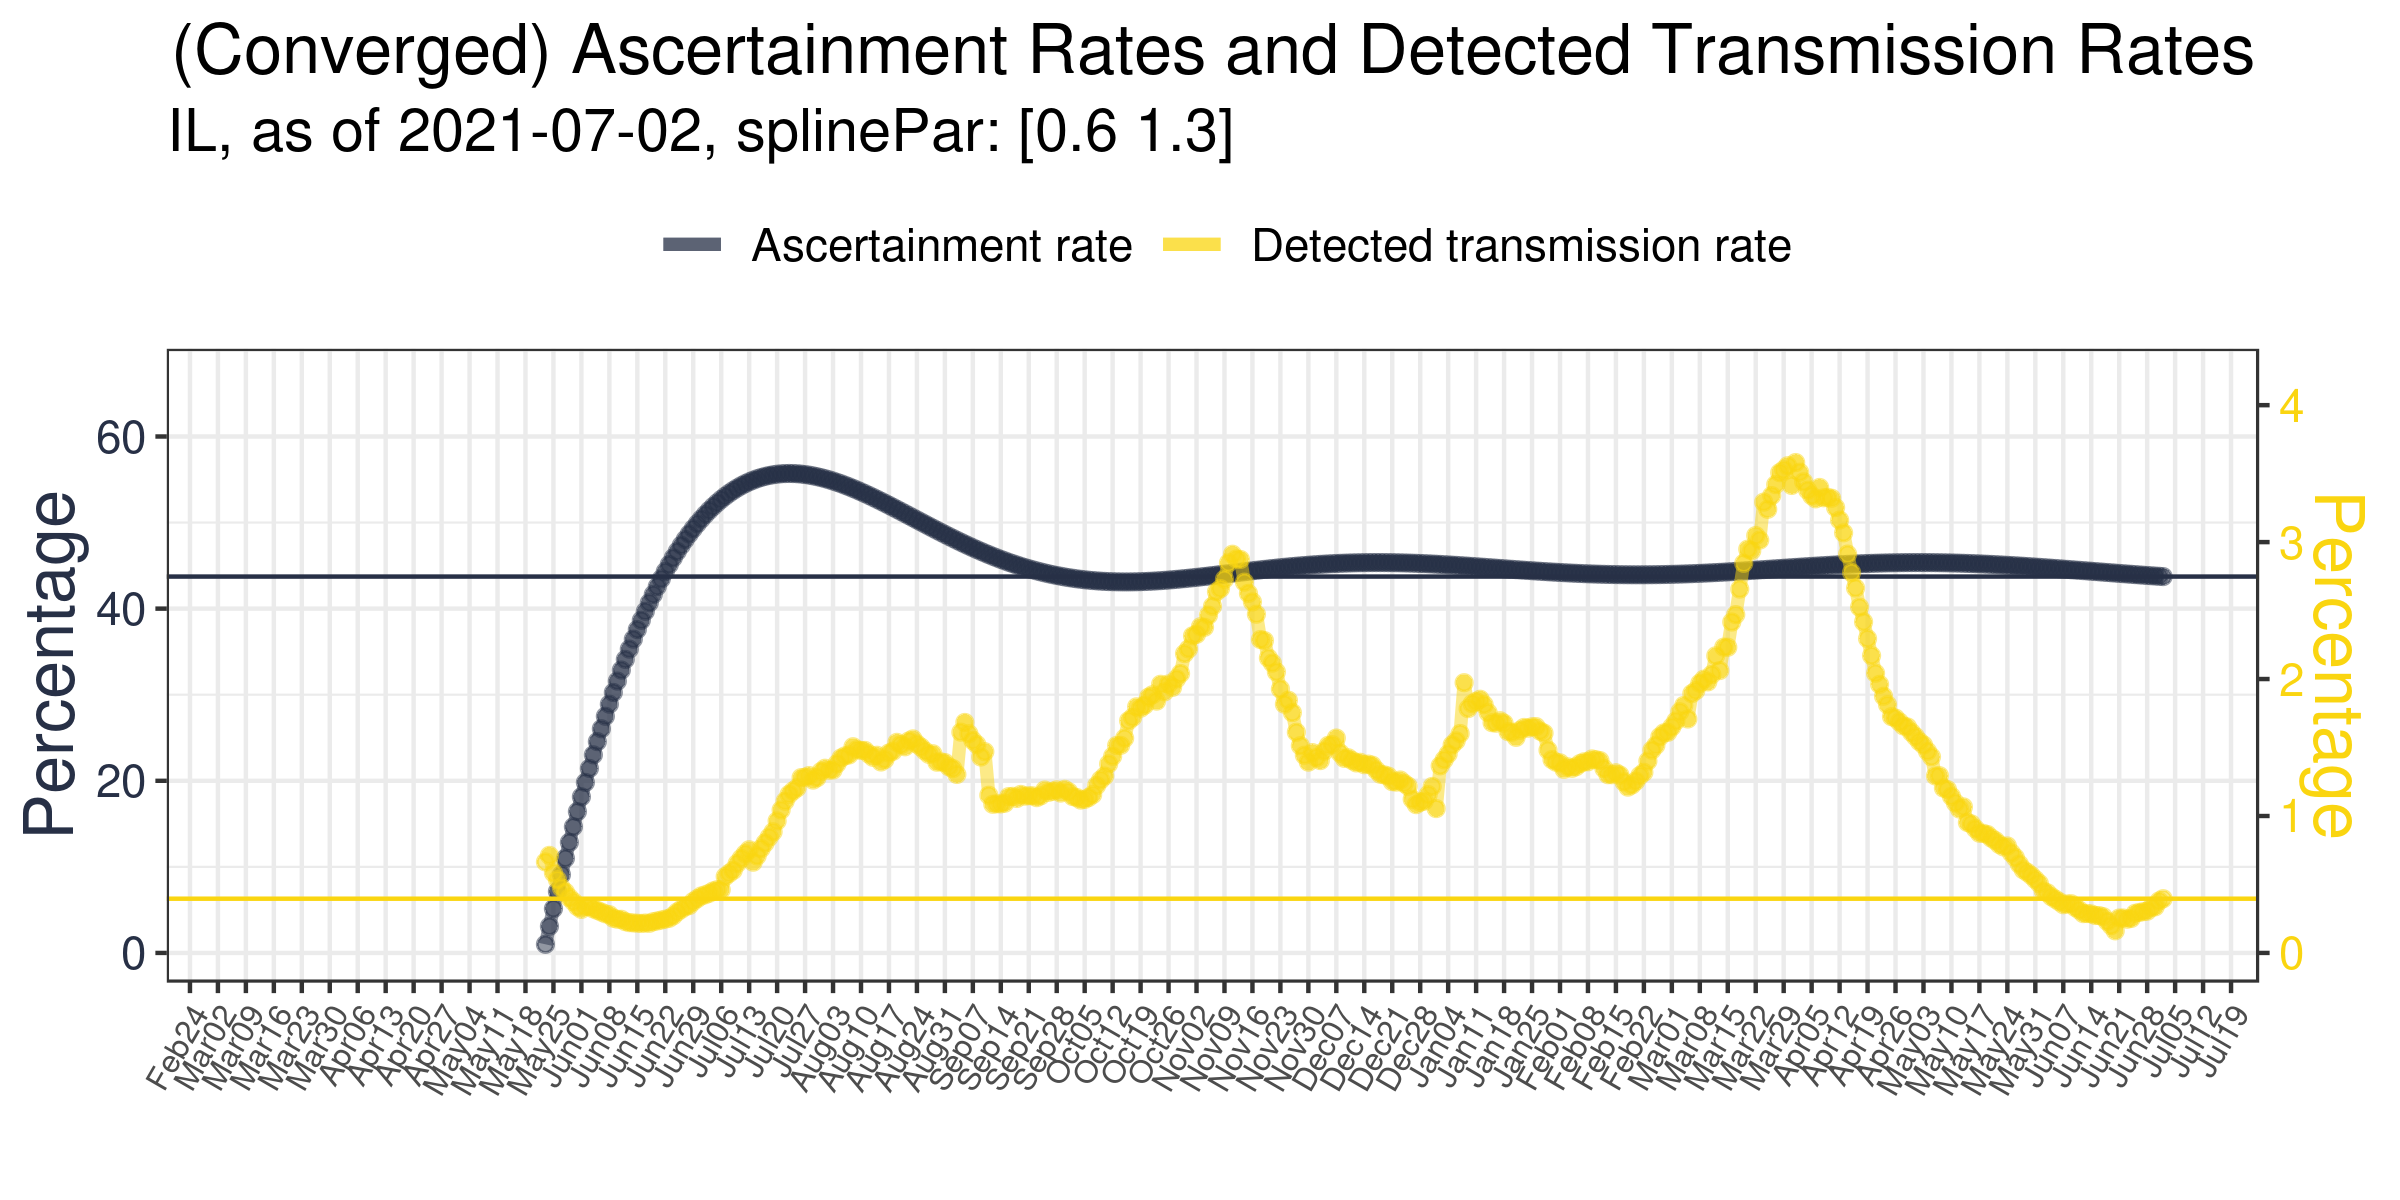 (Converged) Ascertainment Rates and Detected Transmission Rates
IL, as of 2021-07-02, splinePar: [0.6 1.3]
Ascertainment rate
Detected transmission rate
Percentage
60
40
20
0
4
3
2
1
0
Percentage
Feb24
Mar02
Mar09
Mar16
Mar23
Mar30
Apr06
Apr13
Apr20
Apr27
May04
May11
May18
May25
Jun01
Jun08
Jun15
Jun22
Jun29
Jul06
Jul13
Jul20
Jul27
Aug03
Aug10
Aug17
Aug24
Aug31
Sep07
Sep14
Sep21
Sep28
Oct05
Oct12
Oct19
Oct26
Nov02
Nov09
Nov16
Nov23
Nov30
Dec07
Dec14
Dec21
Dec28
Jan04
Jan11
Jan18
Jan25
Feb01
Feb08
Feb15
Feb22
Mar01
Mar08
Mar15
Mar22
Mar29
Apr05
Apr12
Apr19
Apr26
May03
May10
May17
May24
May31
Jun07
Jun14
Jun21
Jun28
Jul05
Jul12
Jul19